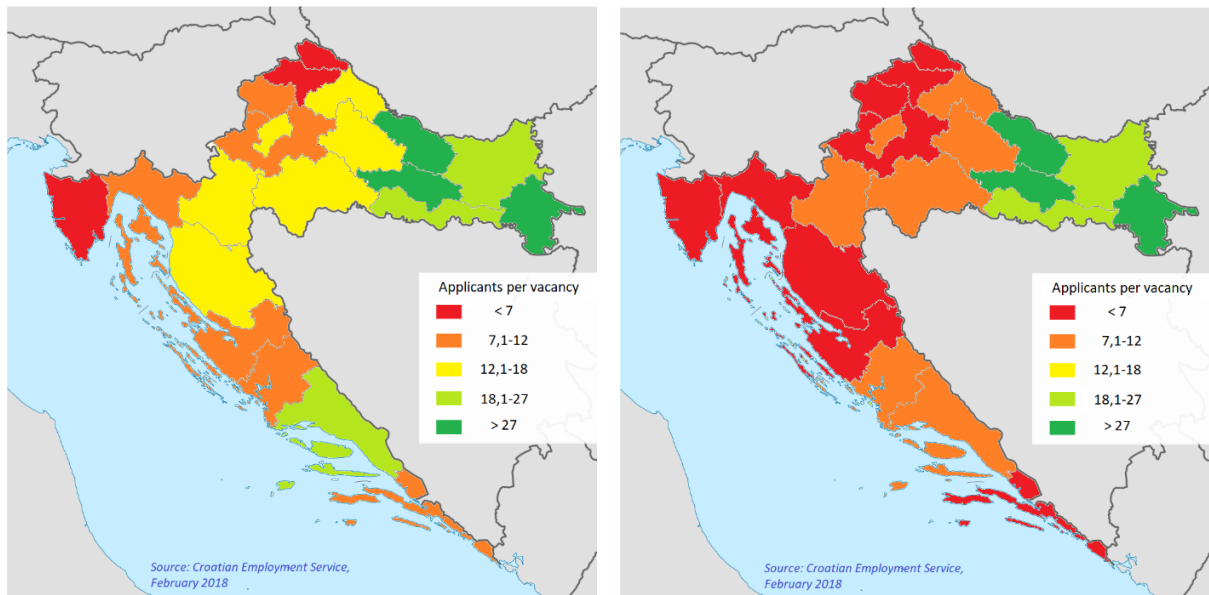 Applicants per vacancy
< 7
7,1-12
12,1-18
18,1-27
> 27
Source: Croatian Employment Service,
February 2018
Applicants per vacancy
< 7
7,1-12
12,1-18
18,1-27
> 27
Source: Croatian Employment Service,
February 2018